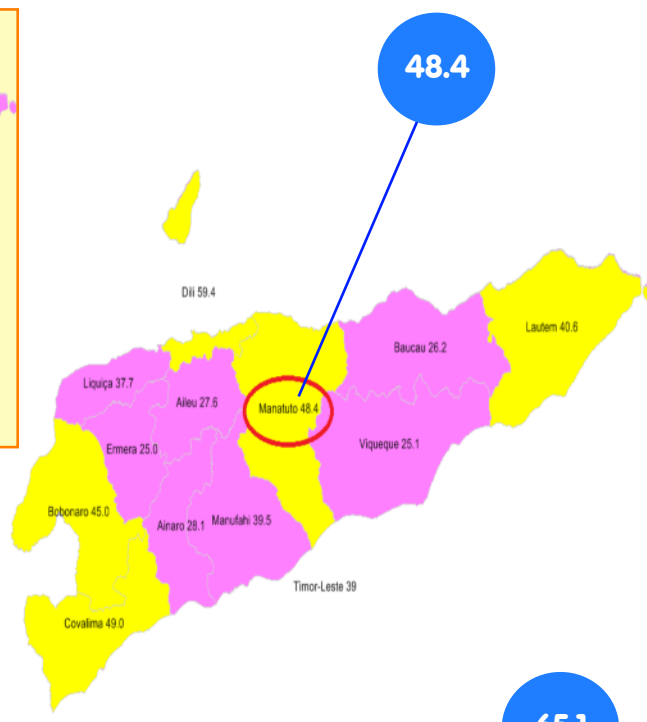 48.4
Dili 59.4
Lautem 40.6
Baucau 26.2
Liquiça 37.7
Aileu 27.6
Manatuto 48.4
Viqueque 25.1
Ermera 25.0
Bobonaro 45.0
Ainaro 28.1
Manufahi 39.5
Timor-Leste 39
Covalima 49.0